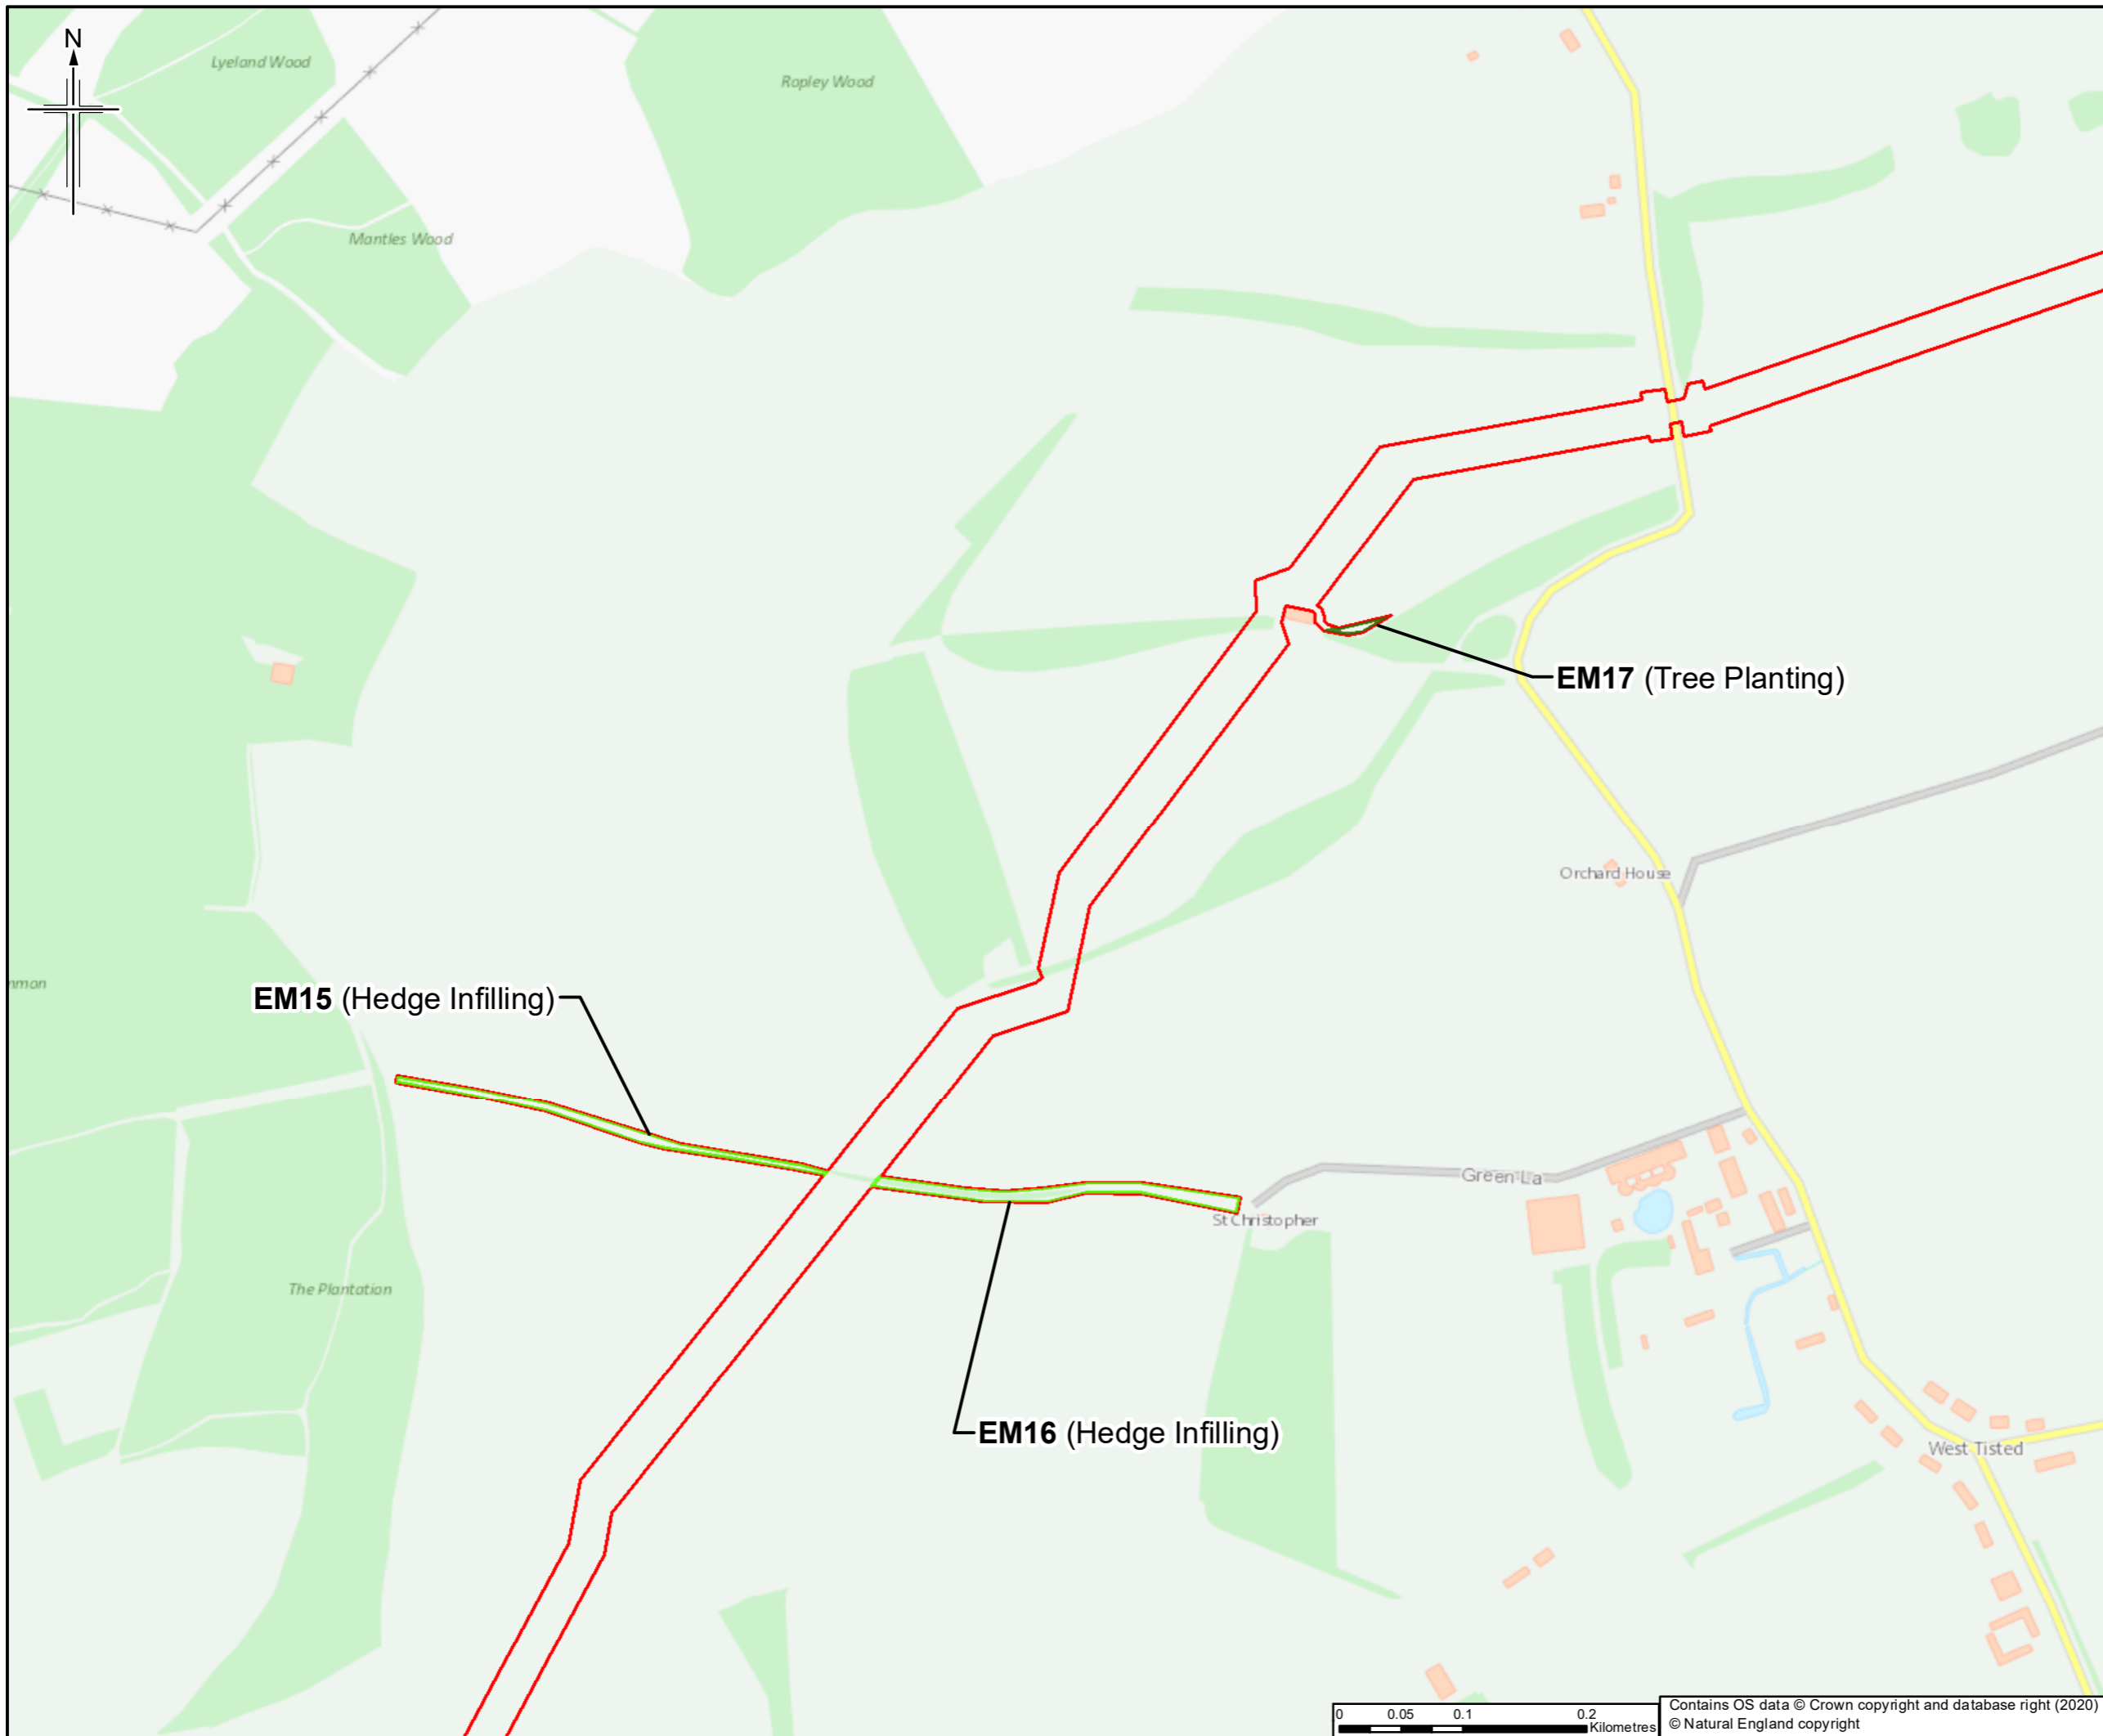 N
Lyeland Wood
Ropley Wood
Mantles Wood
EM17 (Tree Planting)
Orchard House
nmon
EM15 (Hedge Infilling)
Green La
St Christopher
The Plantation
EM16 (Hedge Infilling)
West Tisted
0 0.05 0.1 0.2
Kilometres
Contains OS data © Crown copyright and database right (2020)
© Natural England copyright